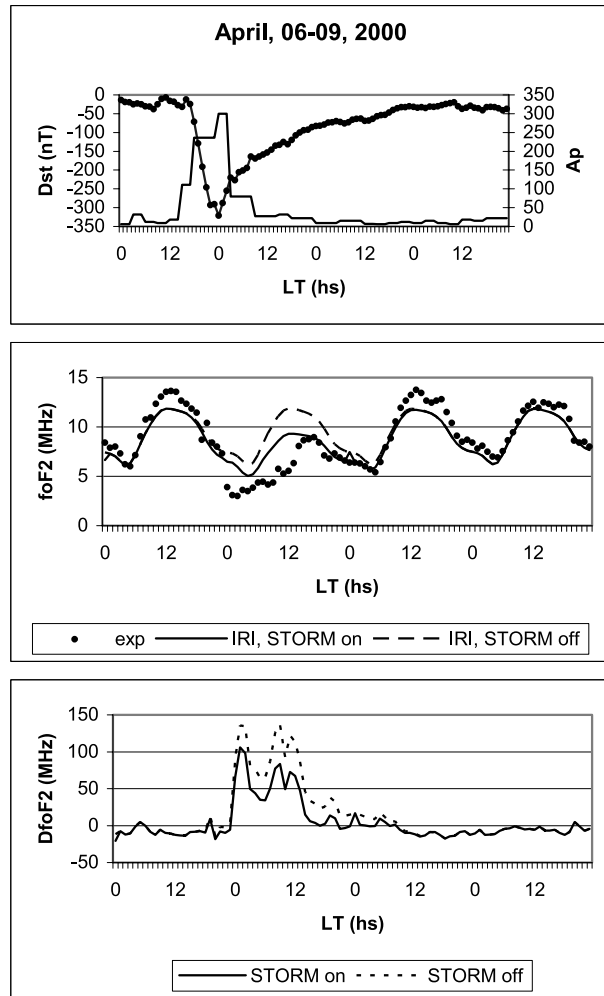 April, 06-09, 2000
0
-50
-100
-150
-200
-250
-300
-350
Dst (nT)
350
300
250
200
150
100
50
0
Ap
0 12 0 12 0 12 0 12
LT (hs)
15
10
5
0
foF2 (MHz)
0 12 0 12 0 12 0 12
LT (hs)
exp IRI, STORM on IRI, STORM off
150
100
50
0
-50
DfoF2 (MHz)
0 12 0 12 0 12 0 12
LT (hs)
STORM on STORM off